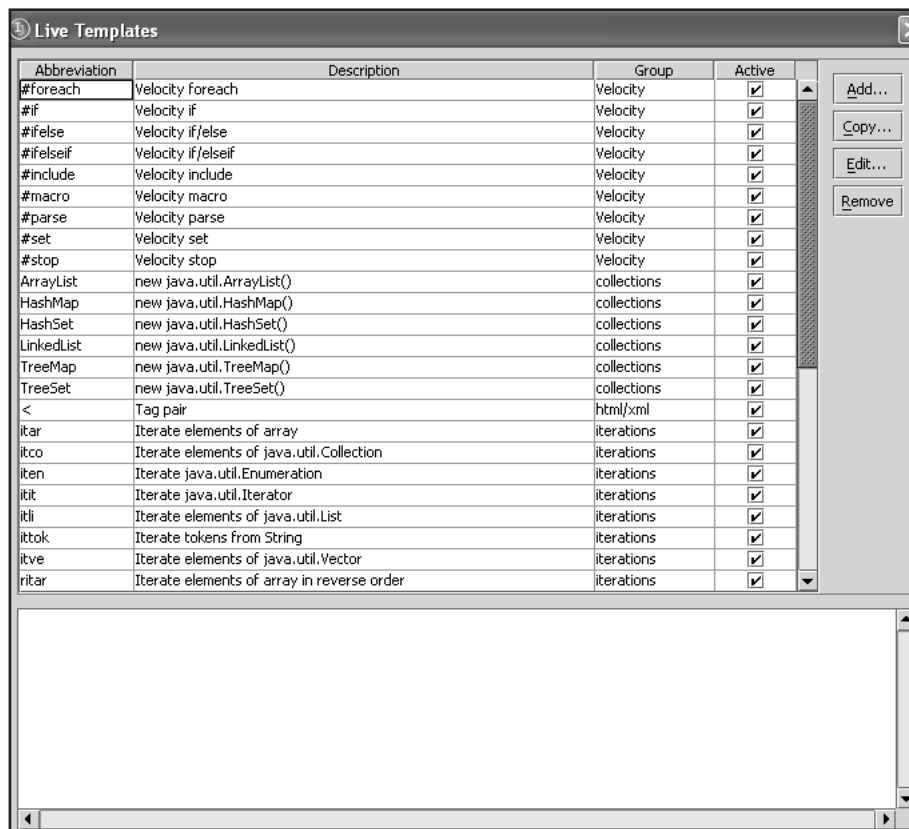 Live Templates
Abbreviation Description Group Active
#foreach Velocity foreach Velocity
#if Velocity if Velocity
#ifelse Velocity if/else Velocity
#ifelseif Velocity if/elseif Velocity
#include Velocity include Velocity
#macro Velocity macro Velocity
#parse Velocity parse Velocity
#set Velocity set Velocity
#stop Velocity stop Velocity
ArrayList new java.util.ArrayList() collections
HashMap new java.util.HashMap() collections
HashSet new java.util.HashSet() collections
LinkedList new java.util.LinkedList() collections
TreeMap new java.util.TreeMap() collections
TreeSet new java.util.TreeSet() collections
< Tag pair html/xml
itar Iterate elements of array iterations
itco Iterate elements of java.util.Collection iterations
iten Iterate java.util.Enumeration iterations
itit Iterate java.util.Iterator iterations
itli Iterate elements of java.util.List iterations
ittok Iterate tokens from String iterations
itve Iterate elements of java.util.Vector iterations
ritar Iterate elements of array in reverse order iterations
Add...
Copy...
Edit...
Remove